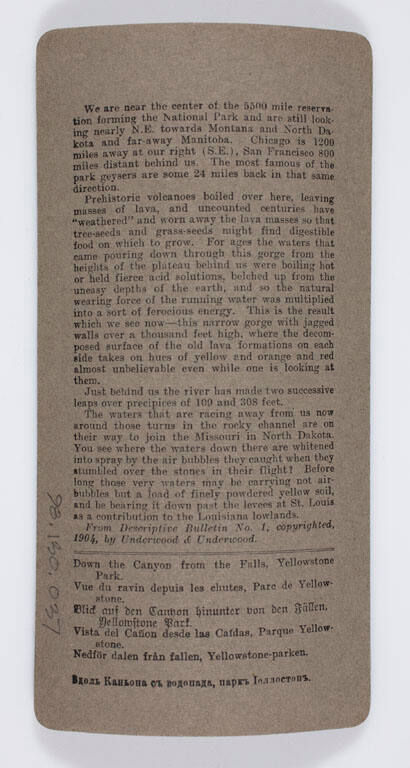 We are near the center of the 5500 mile reserva-
tion forming the National Park and are still look-
ing nearly N.E. towards Montana and North Da-
kota and far-away Manitoba. Chicago is 1200
miles away at our right (S.E.), San Francisco 800
miles distant behind us. The most famous of the
park geysers are some 24 miles back in that same
direction.
Prehistoric volcanoes boiled over here, leaving
masses of lava, and uncounted centuries have
"weathered" and worn away the lava masses so that
tree-seeds and grass-seeds might find digestible
food on which to grow. For ages the waters that
came pouring down through this gorge from the
heights of the plateau behind us were boiling hot
or held fierce acid solutions, belched up from the
uneasy depths of the earth, and so the natural
wearing force of the running water was multiplied
into a sort of ferocious energy. This is the result
which we see now—this narrow gorge with jagged
walls over a thousand feet high, where the decom-
posed surface of the old lava formations on each
side takes on hues of yellow and orange and red
almost unbelievable even while one is looking at
them.
Just behind us the river has made two successive
leaps over precipices of 109 and 308 feet.
The waters that are racing away from us now
around those turns in the rocky channel are on
their way to join the Missouri in North Dakota.
You see where the waters down there are whitened
into spray by the air bubbles they caught when they
stumbled over the stones in their flight? Before
long those very waters may be carrying not air-
bubbles but a load of finely powdered yellow soil,
and be bearing it down past the levees at St. Louis
as a contribution to the Louisiana lowlands.
From Descriptive Bulletin No. 1, copyrighted,
1904, by Underwood & Underwood.
Down the Canyon from the Falls, Yellowstone
Park.
Vue du ravin depuis les chutes, Parc de Yellow-
stone.
Blick auf den Canyon hinunter von den Fällen,
Yellowstone Park.
Vista del Cañon desde las Caídas, Parque Yellow-
stone.
Nedför dalen från fallen, Yellowstone-parken.
Вдоль Каньона съ водопада, паркъ Іеллостонъ.
98.150.037